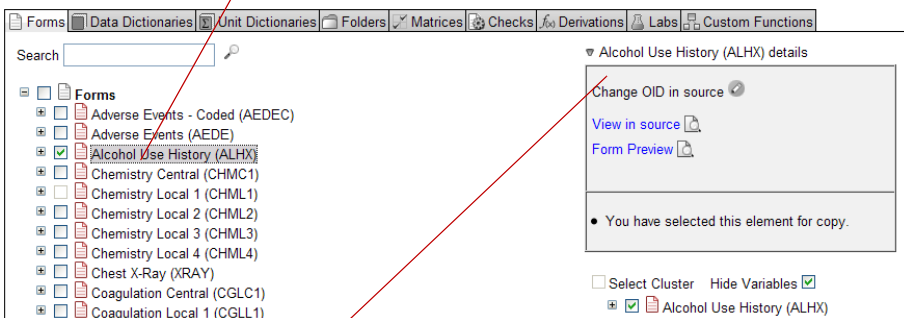 Forms Data Dictionaries Unit Dictionaries Folders Matrices Checks Derivations Labs Custom Functions
Search
Forms
Adverse Events - Coded (AEDEC)
Adverse Events (AEDE)
Alcohol Use History (ALHX)
Chemistry Central (CHMC1)
Chemistry Local 1 (CHML1)
Chemistry Local 2 (CHML2)
Chemistry Local 3 (CHML3)
Chemistry Local 4 (CHML4)
Chest X-Ray (XRAY)
Coagulation Central (CGLC1)
Coagulation Local 1 (CGLL1)
Alcohol Use History (ALHX) details
Change OID in source
View in source
Form Preview
• You have selected this element for copy.
Select Cluster Hide Variables
Alcohol Use History (ALHX)